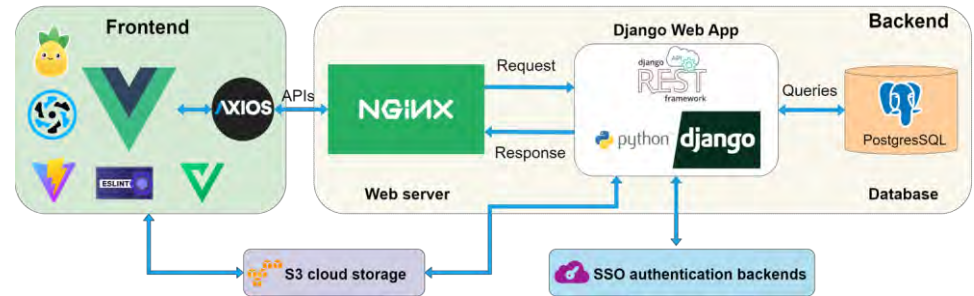 Frontend
AXIOS
ESLINT
APIs
Backend
NGiNX
Web server
Request
Response
Django Web App
django
API
REST
framework
python
django
Queries
PostgresSQL
Database
S3 cloud storage
SSO authentication backends